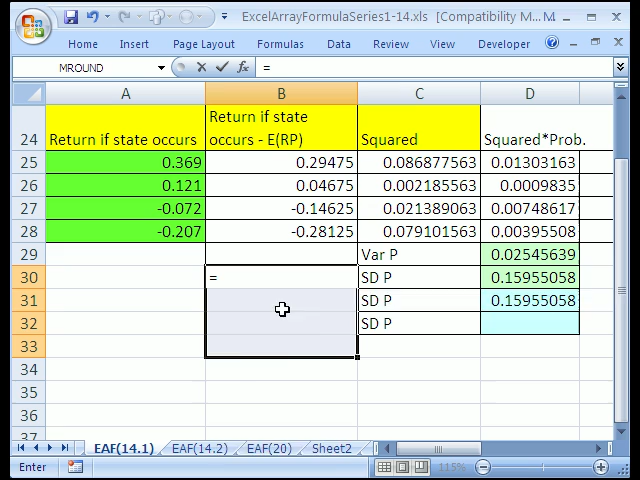 ExcelArrayFormulaSeries1-14.xls [Compatibility M... M.
Home Insert Page Layout Formulas Data Review View Developer
MROUND fx =
A B C D
24 Return if state occurs Return if state occurs - E(RP) Squared Squared*Prob.
25 0.369 0.29475 0.086877563 0.01303163
26 0.121 0.04675 0.002185563 0.0009835
27 -0.072 -0.14625 0.021389063 0.00748617
28 -0.207 -0.28125 0.079101563 0.00395508
29 Var P 0.02545639
30 = SD P 0.15955058
31 SD P 0.15955058
32 SD P
33
34
35
36
37
EAF(14.1) EAF(14.2) EAF(20) Sheet2
Enter 115%